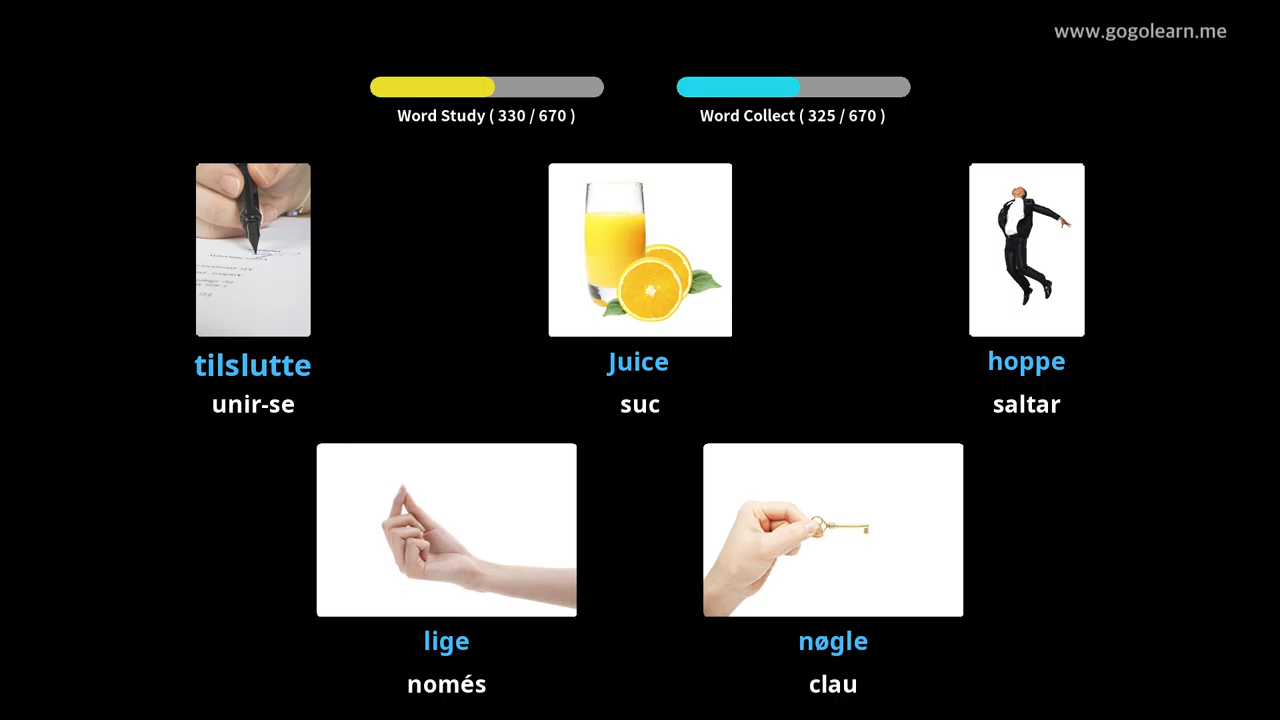 www.gogolearn.me
Word Study ( 330 / 670 )
Word Collect ( 325 / 670 )
tilslutte
unir-se
Juice
suc
hoppe
saltar
lige
només
nøgle
clau